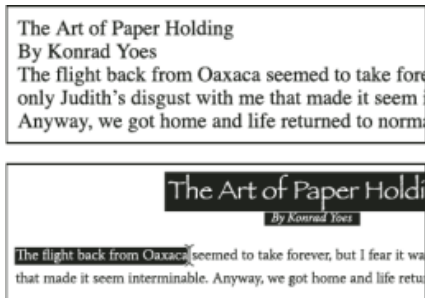 The Art of Paper Holding
By Konrad Yoes
The flight back from Oaxaca seemed to take fore
only Judith's disgust with me that made it seem i
Anyway, we got home and life returned to norma
The Art of Paper Holdi
By Konrad Yoes
The flight back from Oaxaca seemed to take forever, but I fear it wa
that made it seem interminable. Anyway, we got home and life retu